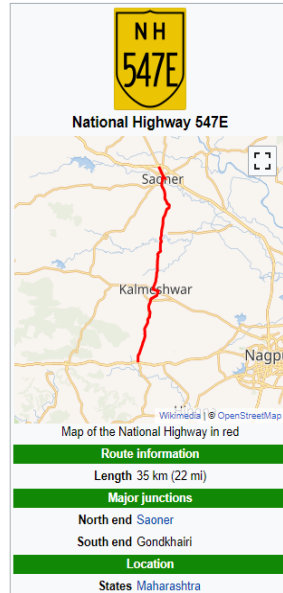 NH
547E
National Highway 547E
Saoner
Kalmeshwar
Nagpu
Wikimedia | © OpenStreetMap
Map of the National Highway in red
Route information
Length 35 km (22 mi)
Major junctions
North end Saoner
South end Gondkhairi
Location
States Maharashtra